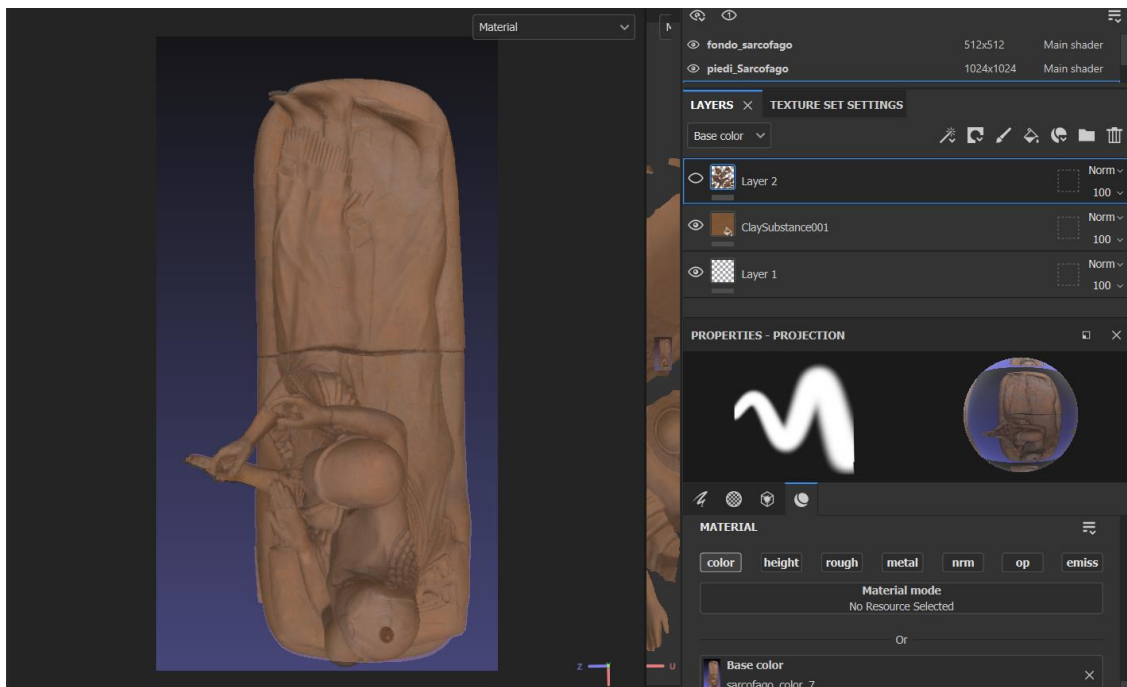 Material
fondo_sarcofago 512x512 Main shader
piedi_Sarcofago 1024x1024 Main shader
LAYERS TEXTURE SET SETTINGS
Base color
Layer 2 Norm
100
ClaySubstance001 Norm
100
Layer 1 Norm
100
PROPERTIES - PROJECTION
MATERIAL
color height rough metal nrm op emiss
Material mode
No Resource Selected
Or
Base color
sarcofago_color_7
z u